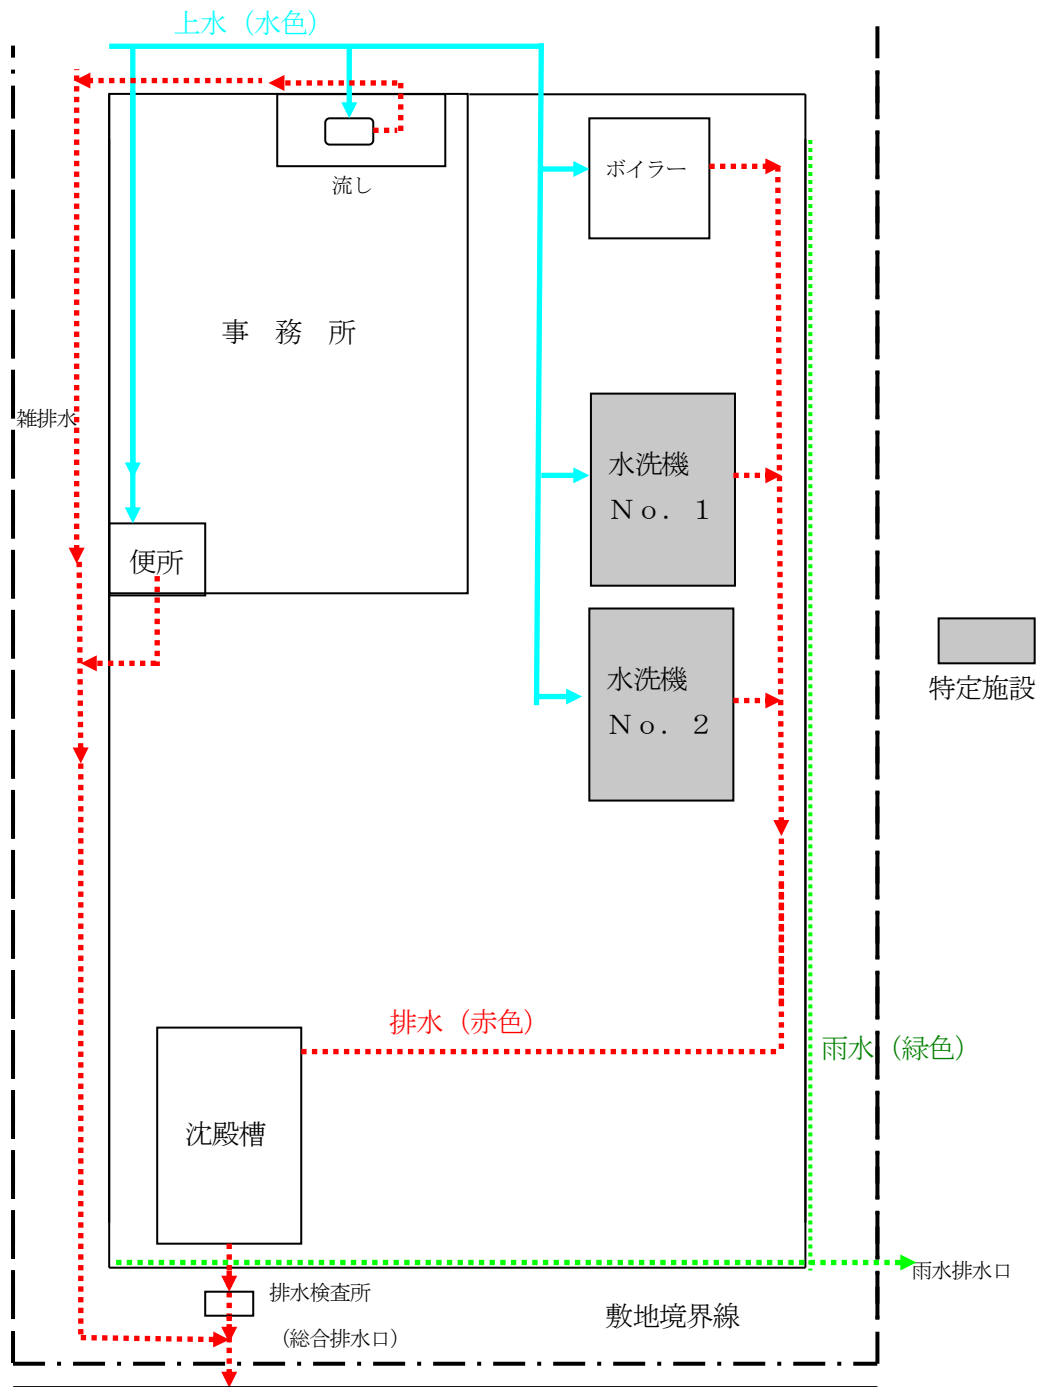 上水（水色）
流し
ボイラー
事　務　所
雑排水
水洗機
Ｎｏ．１
便所
水洗機
Ｎｏ．２
特定施設
排水（赤色）
雨水（緑色）
沈殿槽
雨水排水口
排水検査所
（総合排水口）
敷地境界線